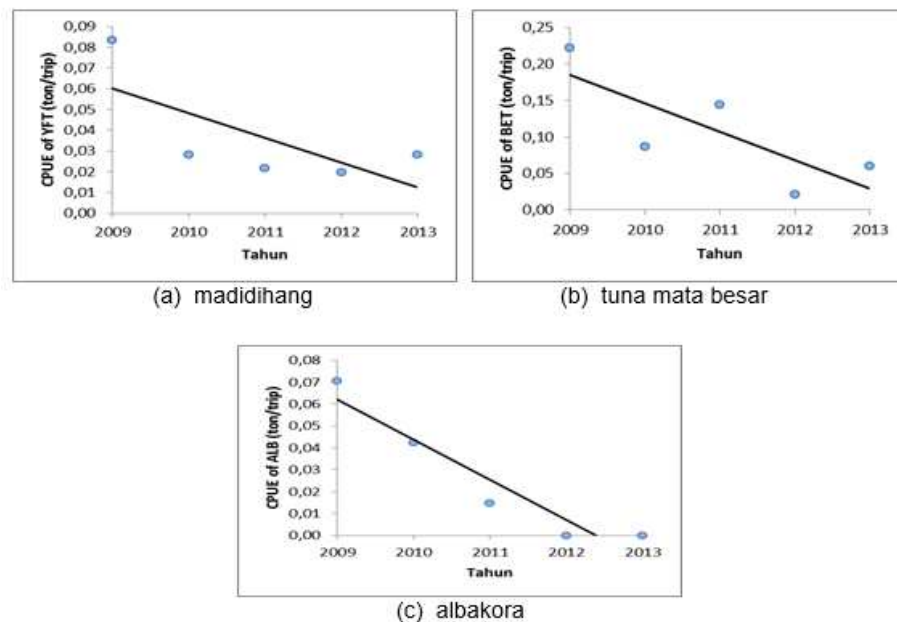 CPUE of YFT (ton/trip)
0,09
0,08
0,07
0,06
0,05
0,04
0,03
0,02
0,01
0,00
2009 2010 2011 2012 2013
Tahun
(a) madidihang
CPUE of BET (ton/trip)
0,25
0,20
0,15
0,10
0,05
0,00
2009 2010 2011 2012 2013
Tahun
(b) tuna mata besar
CPUE of ALB (ton/trip)
0,08
0,07
0,06
0,05
0,04
0,03
0,02
0,01
0,00
2009 2010 2011 2012 2013
Tahun
(c) albakora